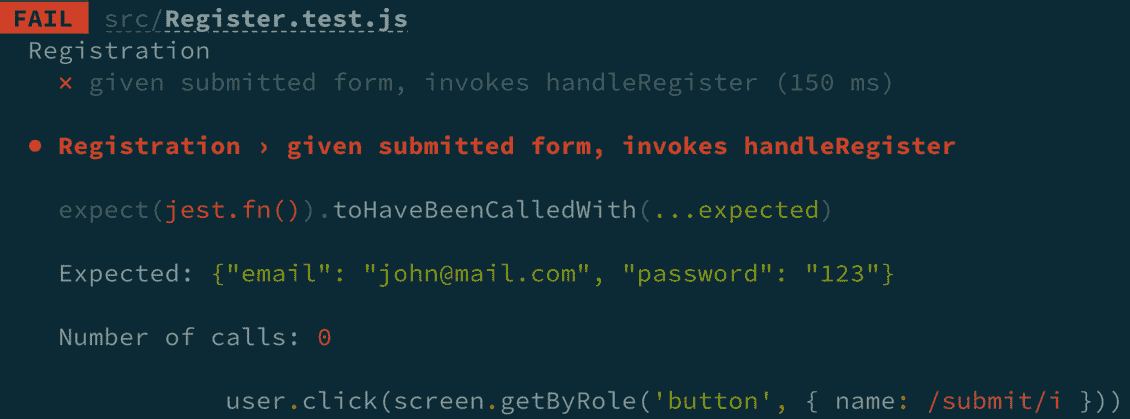 FAIL src/Register.test.js
Registration
× given submitted form, invokes handleRegister (150 ms)
● Registration › given submitted form, invokes handleRegister
expect(jest.fn()).toHaveBeenCalledWith(...expected)
Expected: {"email": "john@mail.com", "password": "123"}
Number of calls: 0
user.click(screen.getByRole('button', { name: /submit/i }))